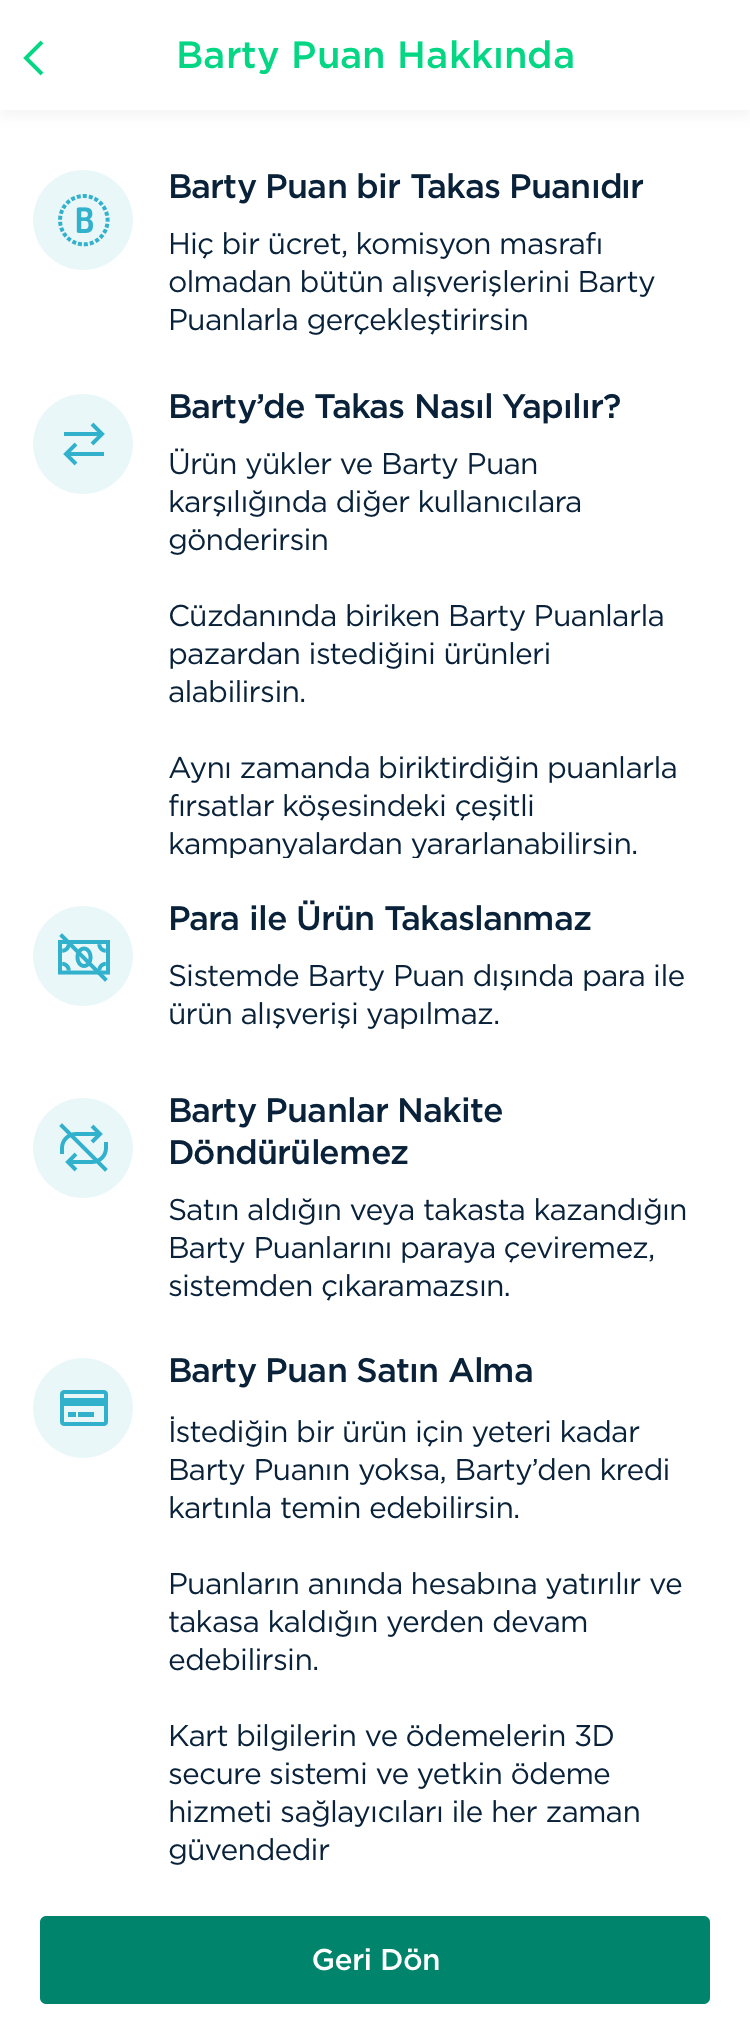 Barty Puan Hakkında
B
Barty Puan bir Takas Puanıdır
Hiç bir ücret, komisyon masrafı
olmadan bütün alışverişlerini Barty
Puanlarla gerçekleştirirsin
Barty’de Takas Nasıl Yapılır?
Ürün yükler ve Barty Puan
karşılığında diğer kullanıcılara
gönderirsin
Cüzdanında biriken Barty Puanlarla
pazardan istediğini ürünleri
alabilirsin.
Aynı zamanda biriktirdiğin puanlarla
fırsatlar köşesindeki çeşitli
kampanyalardan yararlanabilirsin.
Para ile Ürün Takaslanmaz
Sistemde Barty Puan dışında para ile
ürün alışverişi yapılmaz.
Barty Puanlar Nakite
Döndürülemez
Satın aldığın veya takasta kazandığın
Barty Puanlarını paraya çeviremez,
sistemden çıkaramazsın.
Barty Puan Satın Alma
İstediğin bir ürün için yeteri kadar
Barty Puanın yoksa, Barty’den kredi
kartınla temin edebilirsin.
Puanların anında hesabına yatırılır ve
takasa kaldığın yerden devam
edebilirsin.
Kart bilgilerin ve ödemelerin 3D
secure sistemi ve yetkin ödeme
hizmeti sağlayıcıları ile her zaman
güvendedir
Geri Dön